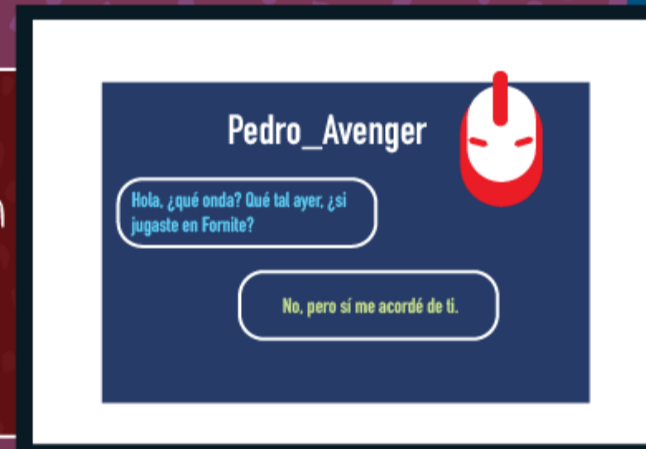 Pedro_Avenger
Hola, ¿qué onda? Qué tal ayer, ¿si
jugaste en Fornite?
No, pero sí me acordé de ti.